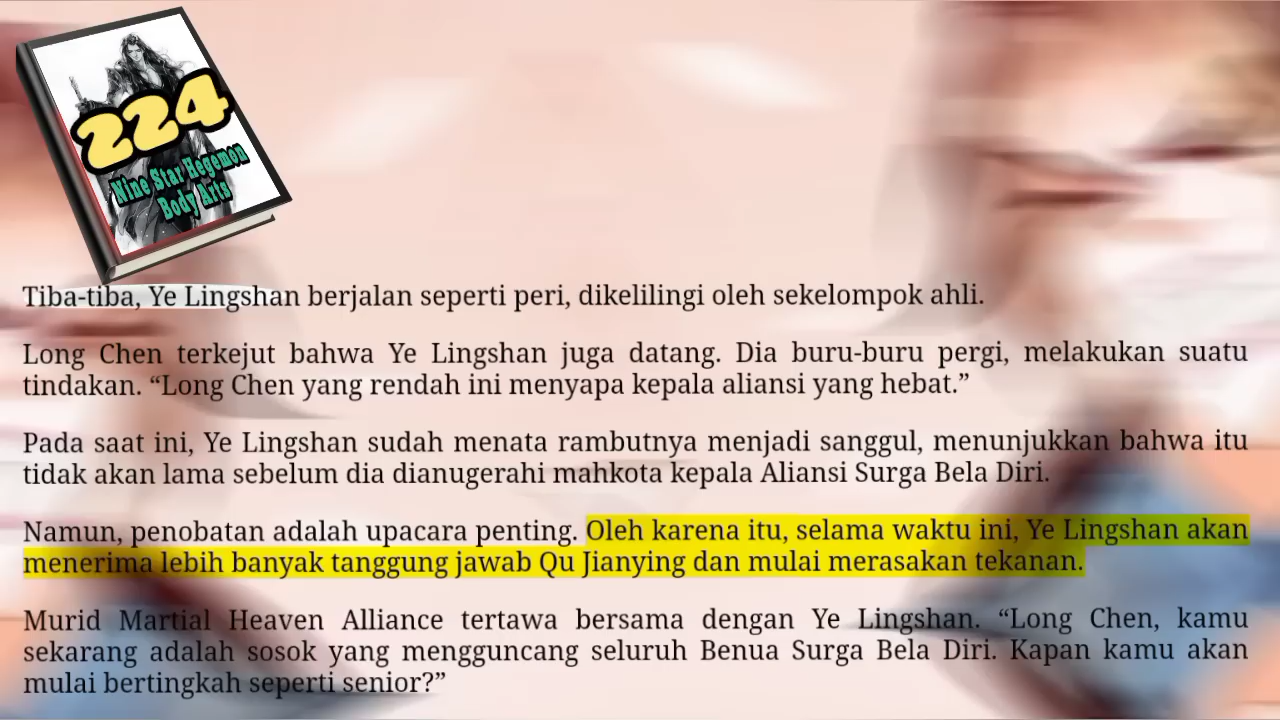 224
Nine Star Hegemon
Body Arts
Tiba-tiba, Ye Lingshan berjalan seperti peri, dikelilingi oleh sekelompok ahli.
Long Chen terkejut bahwa Ye Lingshan juga datang. Dia buru-buru pergi, melakukan suatu
tindakan. “Long Chen yang rendah ini menyapa kepala aliansi yang hebat.”
Pada saat ini, Ye Lingshan sudah menata rambutnya menjadi sanggul, menunjukkan bahwa itu
tidak akan lama sebelum dia dianugerahi mahkota kepala Aliansi Surga Bela Diri.
Namun, penobatan adalah upacara penting. Oleh karena itu, selama waktu ini, Ye Lingshan akan
menerima lebih banyak tanggung jawab Qu Jianying dan mulai merasakan tekanan.
Murid Martial Heaven Alliance tertawa bersama dengan Ye Lingshan. “Long Chen, kamu
sekarang adalah sosok yang mengguncang seluruh Benua Surga Bela Diri. Kapan kamu akan
mulai bertingkah seperti senior?”